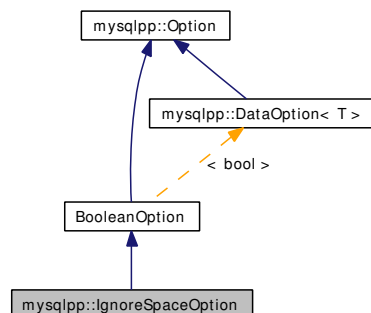 mysqlpp::Option
mysqlpp::DataOption< T >
< bool >
BooleanOption
mysqlpp::IgnoreSpaceOption